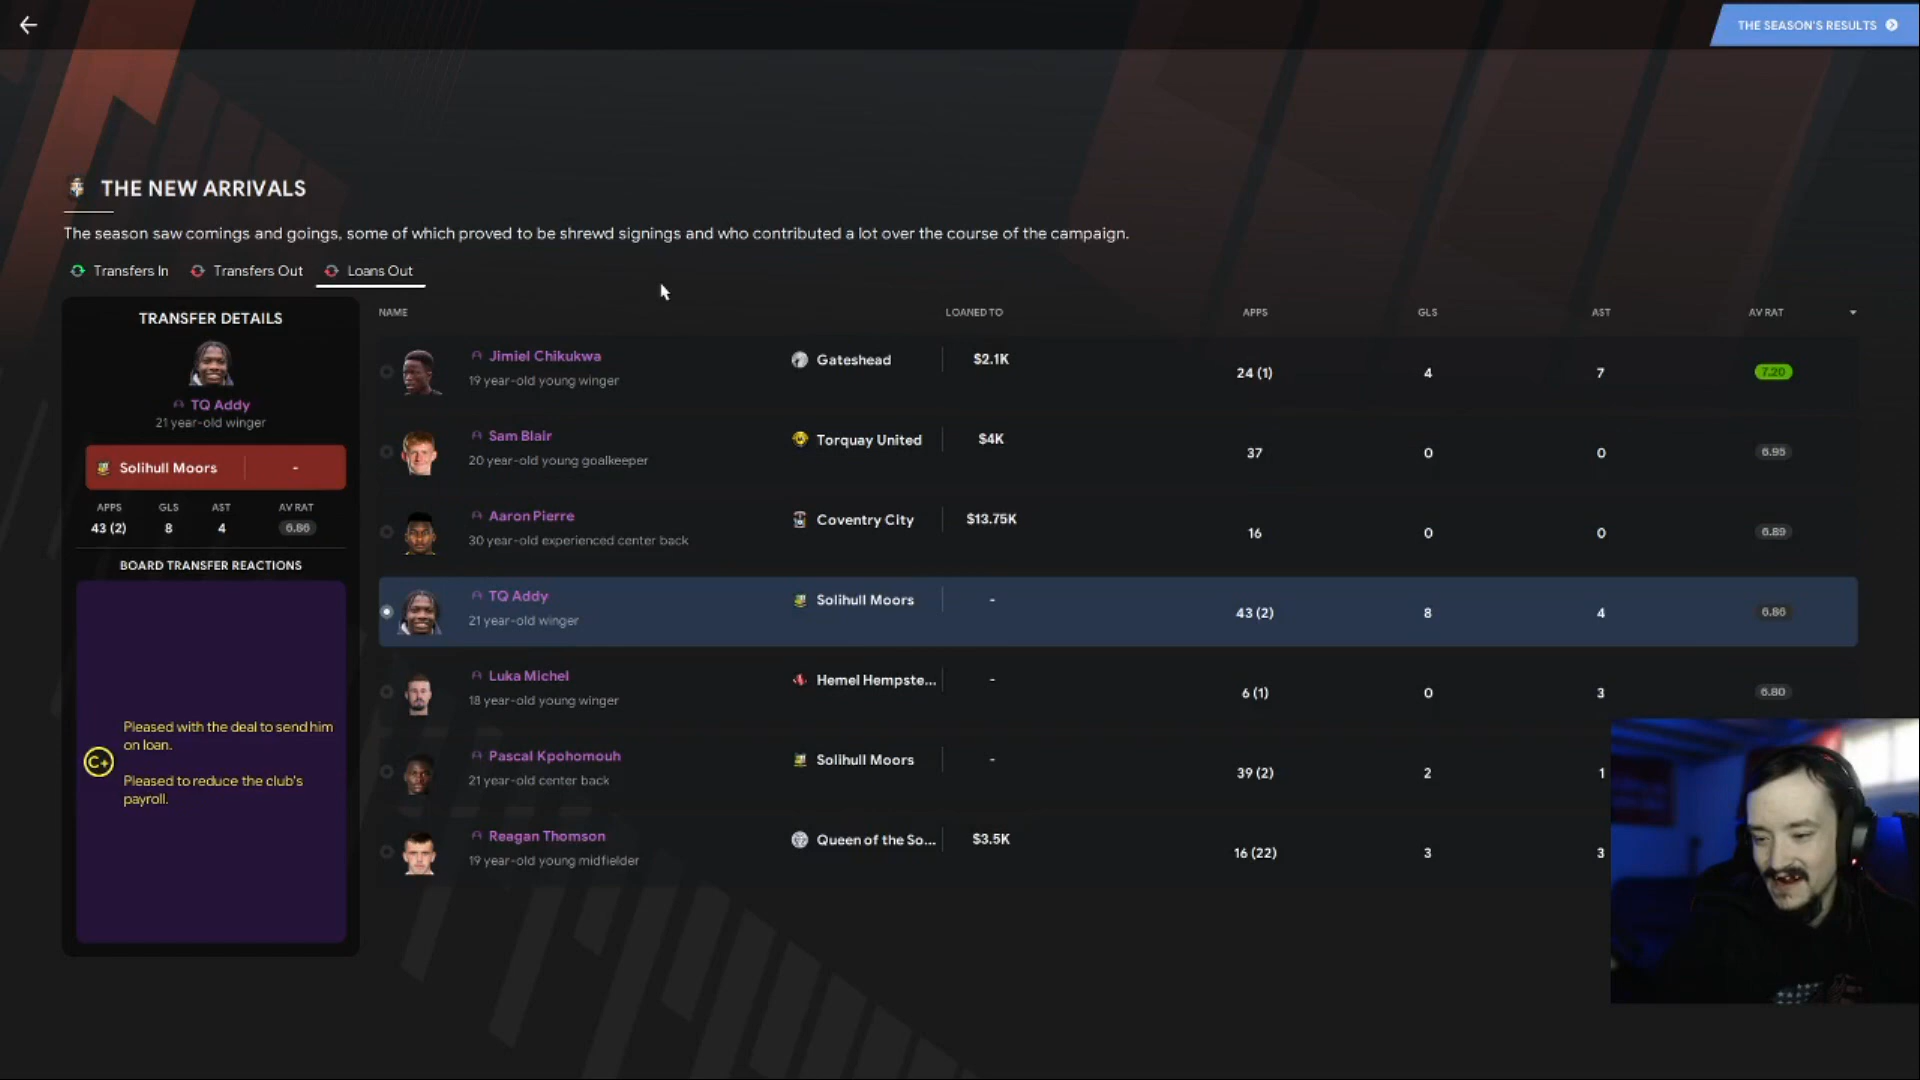 THE SEASON'S RESULTS
THE NEW ARRIVALS
The season saw comings and goings, some of which proved to be shrewd signings and who contributed a lot over the course of the campaign.
Transfers In Transfers Out Loans Out
TRANSFER DETAILS
TQ Addy
21 year-old winger
Solihull Moors -
APPS GLS AST AV RAT
43 (2) 8 4 6.86
BOARD TRANSFER REACTIONS
C+
Pleased with the deal to send him
on loan.
Pleased to reduce the club's
payroll.
NAME LOANED TO APPS GLS AST AV RAT
Jimiel Chikukwa Gateshead $2.1K 24 (1) 4 7 7.20
19 year-old young winger
Sam Blair Torquay United $4K 37 0 0 6.95
20 year-old young goalkeeper
Aaron Pierre Coventry City $13.75K 16 0 0 6.89
30 year-old experienced center back
TQ Addy Solihull Moors - 43 (2) 8 4 6.86
21 year-old winger
Luka Michel Hemel Hempste... - 6 (1) 0 3 6.80
18 year-old young winger
Pascal Kpohomouh Solihull Moors - 39 (2) 2 1
21 year-old center back
Reagan Thomson Queen of the So... $3.5K 16 (22) 3 3
19 year-old young midfielder